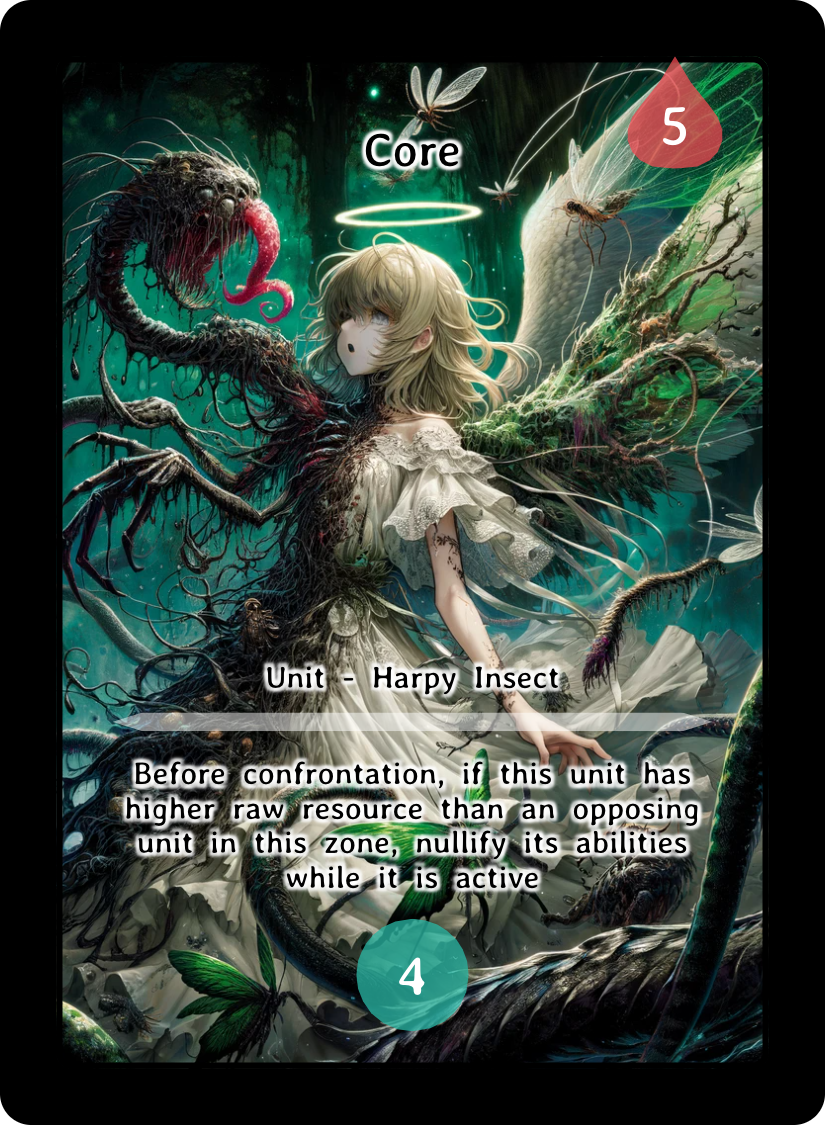 5
Core
Unit - Harpy Insect
Before confrontation, if this unit has
higher raw resource than an opposing
unit in this zone, nullify its abilities
while it is active
4